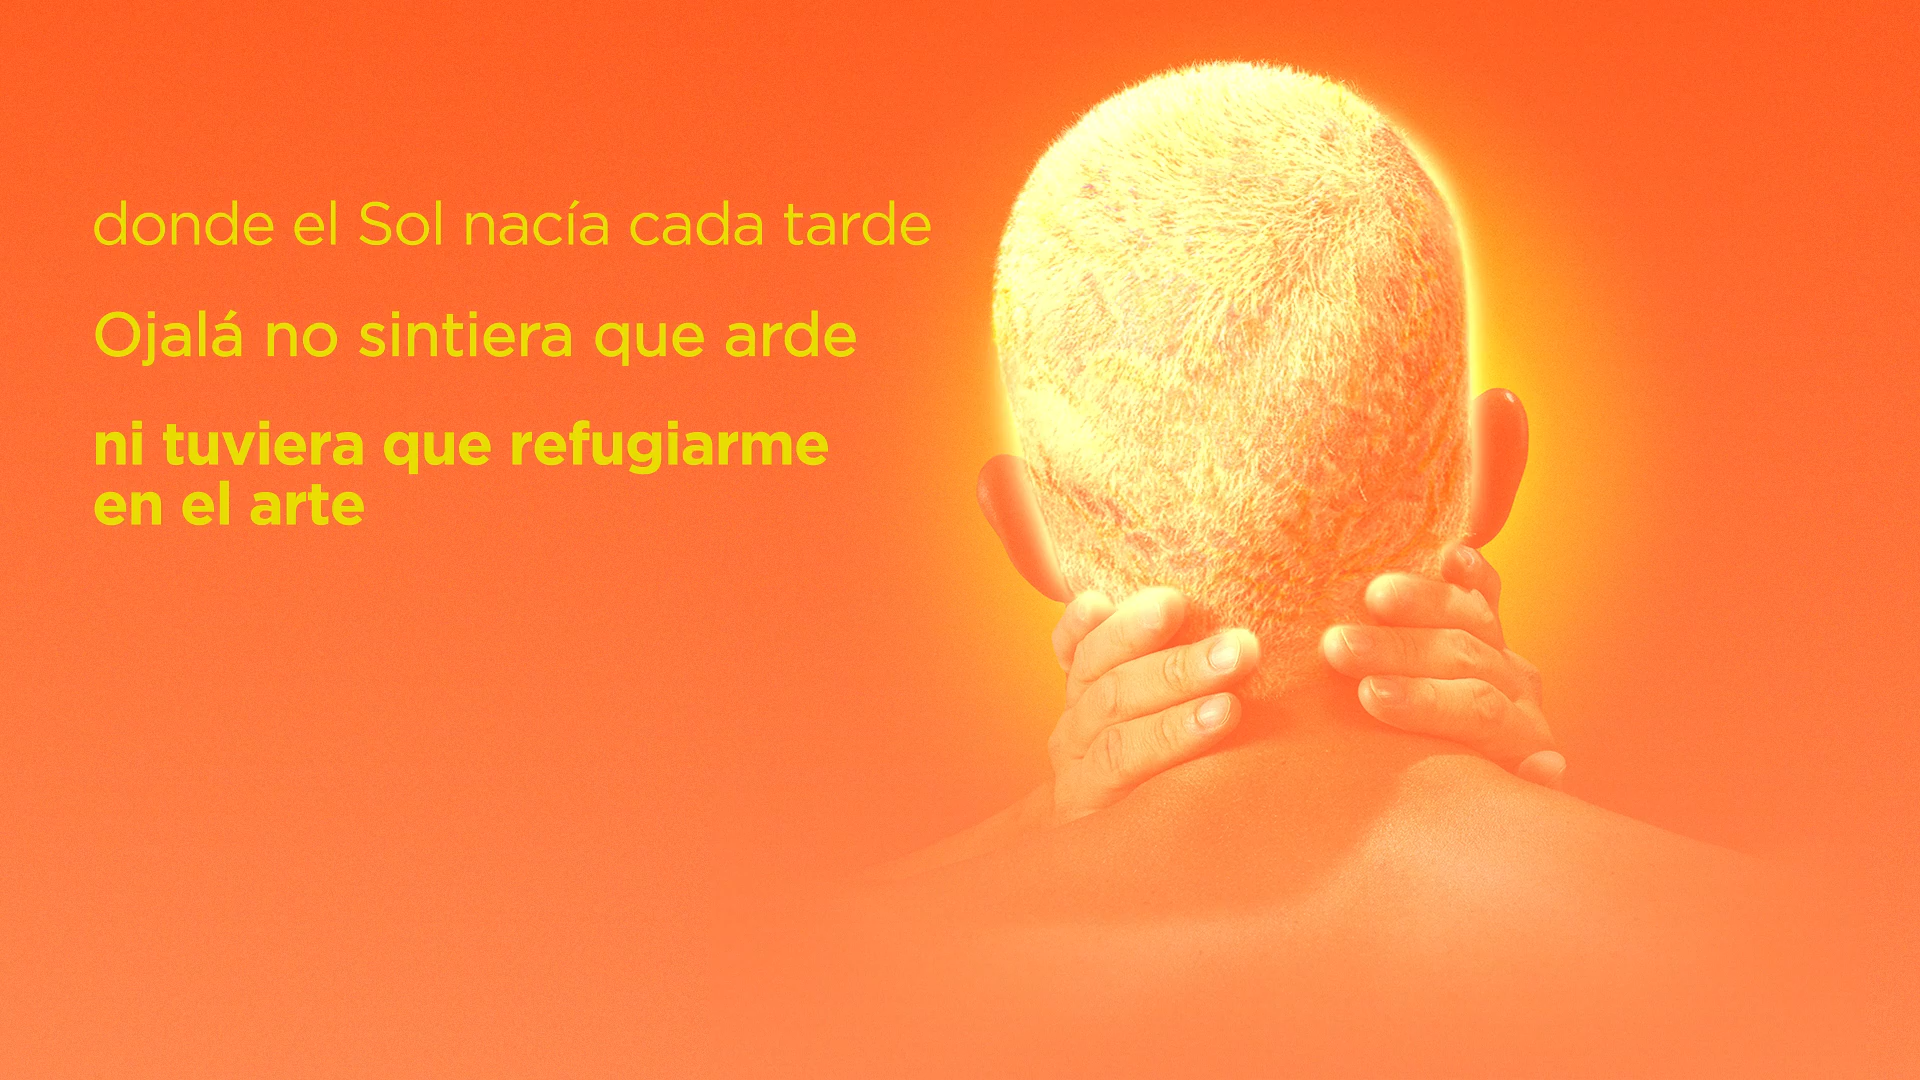 donde el Sol nacía cada tarde
Ojalá no sintiera que arde
ni tuviera que refugiarme
en el arte